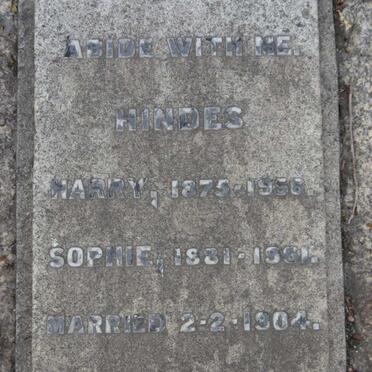 ABIDE WITH ME.
HINDES
HARRY, 1875-1956.
SOPHIE, 1881-1961.
MARRIED 2-2-1904.